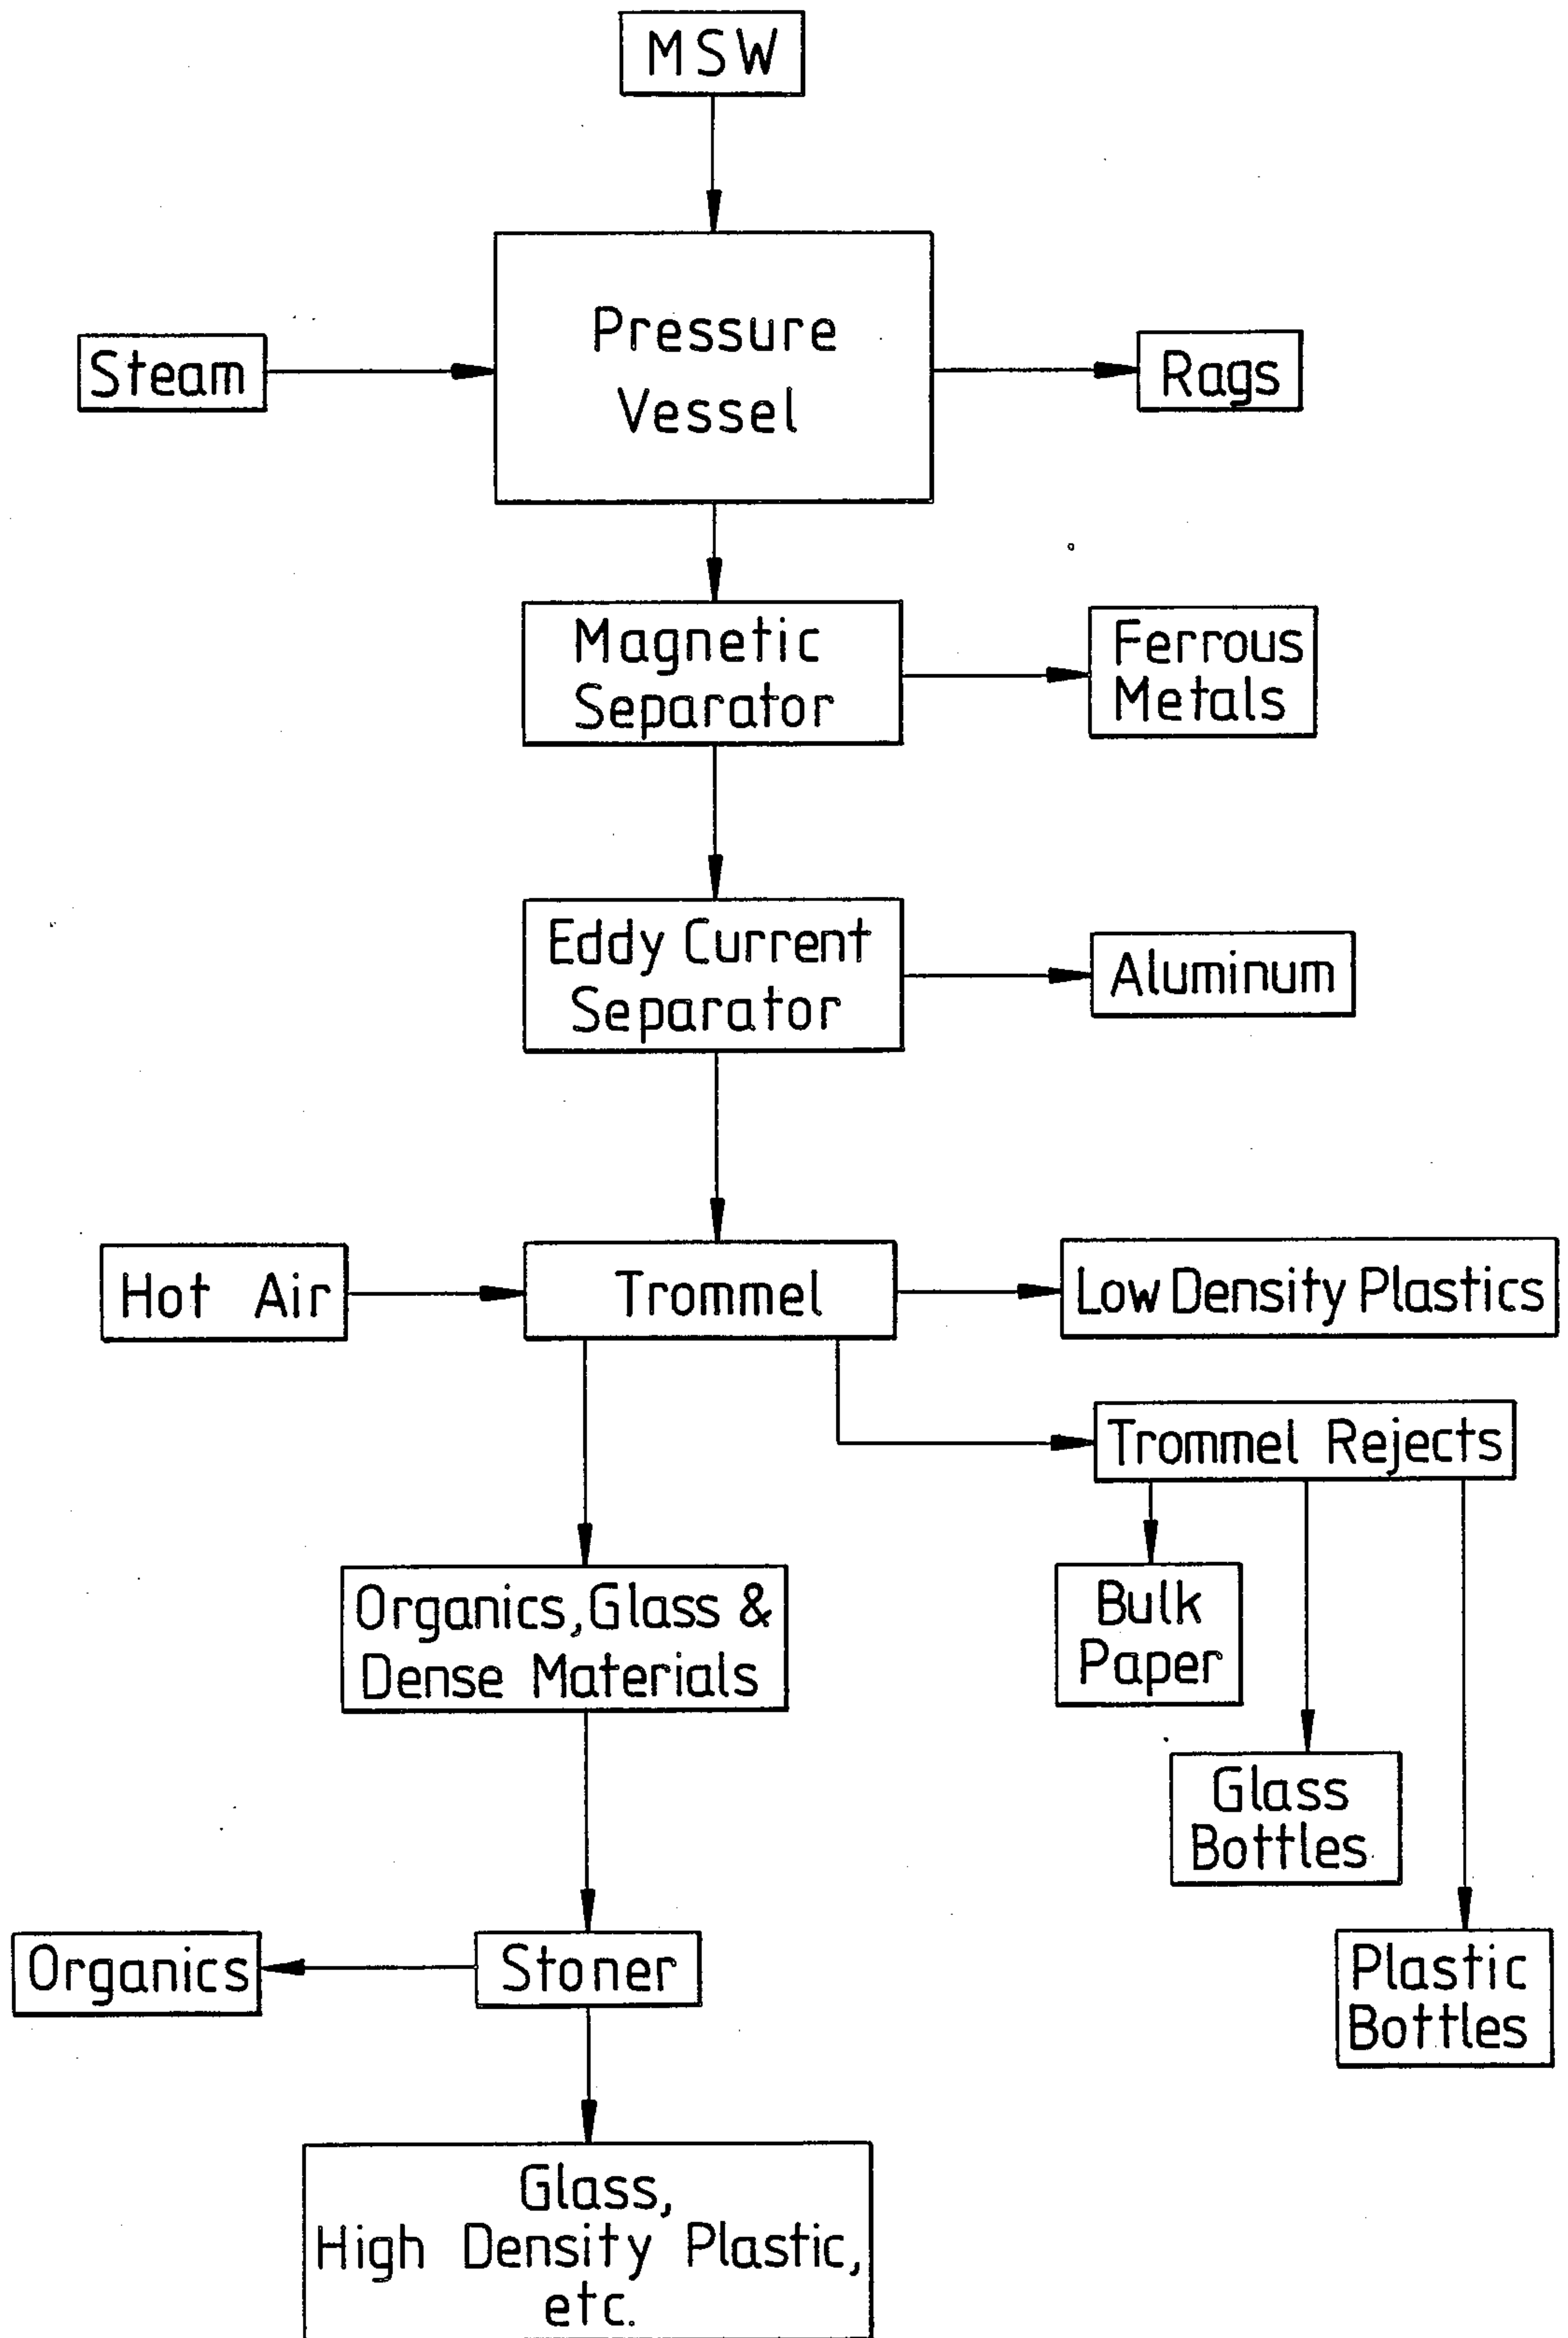 MSW
Pressure
Vessel
Steam
Rags
Magnetic
Separator
Ferrous
Metals
Eddy Current
Separator
Aluminum
Hot Air
Trommel
Low Density Plastics
Trommel Rejects
Organics, Glass &
Dense Materials
Bulk
Paper
Glass
Bottles
Organics
Stoner
Plastic
Bottles
Glass,
High Density Plastic,
etc.